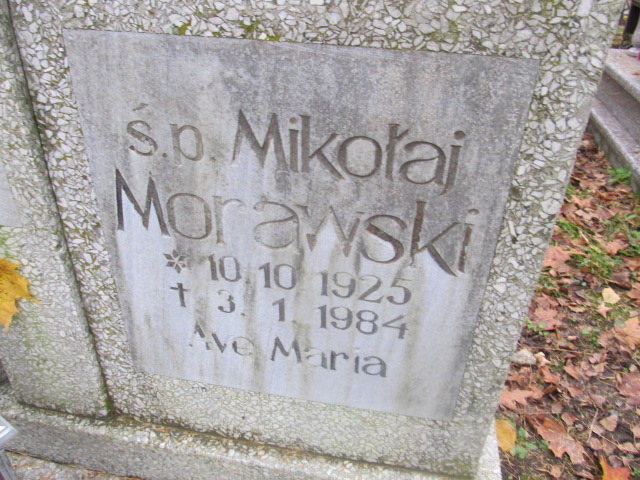 ś.p. Mikołaj
Morawski
* 10.10 1925
† 3. 1. 1984
Ave Maria